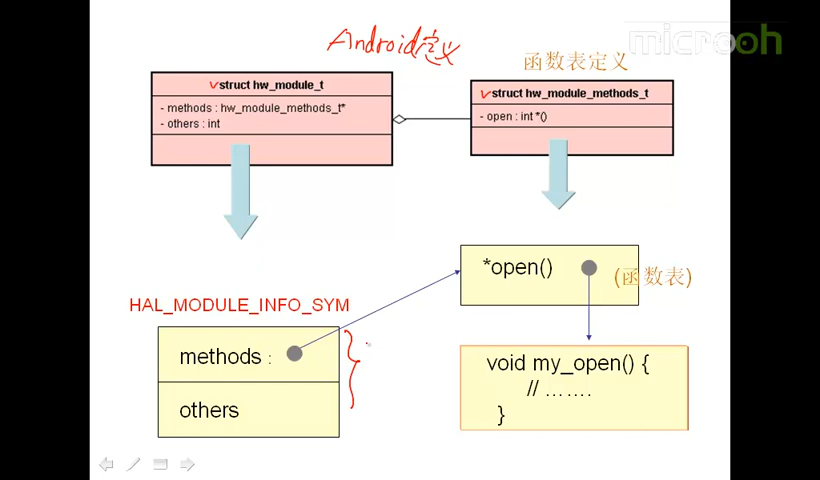 microoh
Android定义
函数表定义
struct hw_module_t
- methods : hw_module_methods_t*
- others : int
struct hw_module_methods_t
- open : int *()
*open()
(函数表)
HAL_MODULE_INFO_SYM
methods :
others
void my_open() {
// …….
}